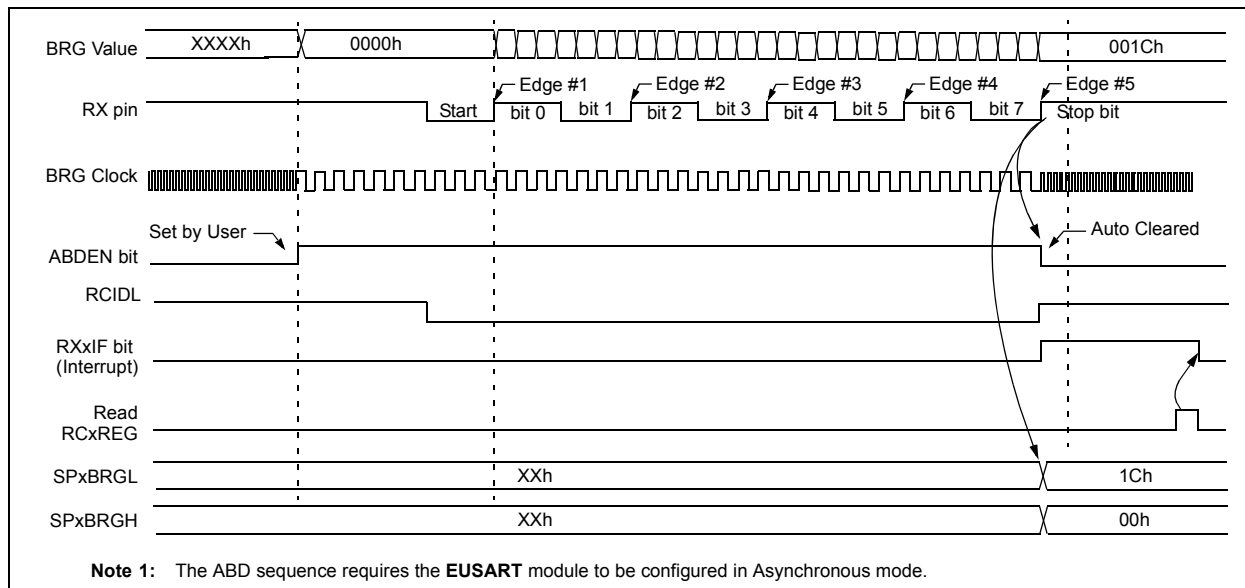 BRG Value XXXXh 0000h 001Ch
Edge #1 Edge #2 Edge #3 Edge #4 Edge #5
RX pin Start bit 0 bit 1 bit 2 bit 3 bit 4 bit 5 bit 6 bit 7 Stop bit
BRG Clock
Set by User Auto Cleared
ABDEN bit
RCIDL
RXxIF bit
(Interrupt)
Read
RCxREG
SPxBRGL XXh 1Ch
SPxBRGH XXh 00h
Note 1: The ABD sequence requires the EUSART module to be configured in Asynchronous mode.